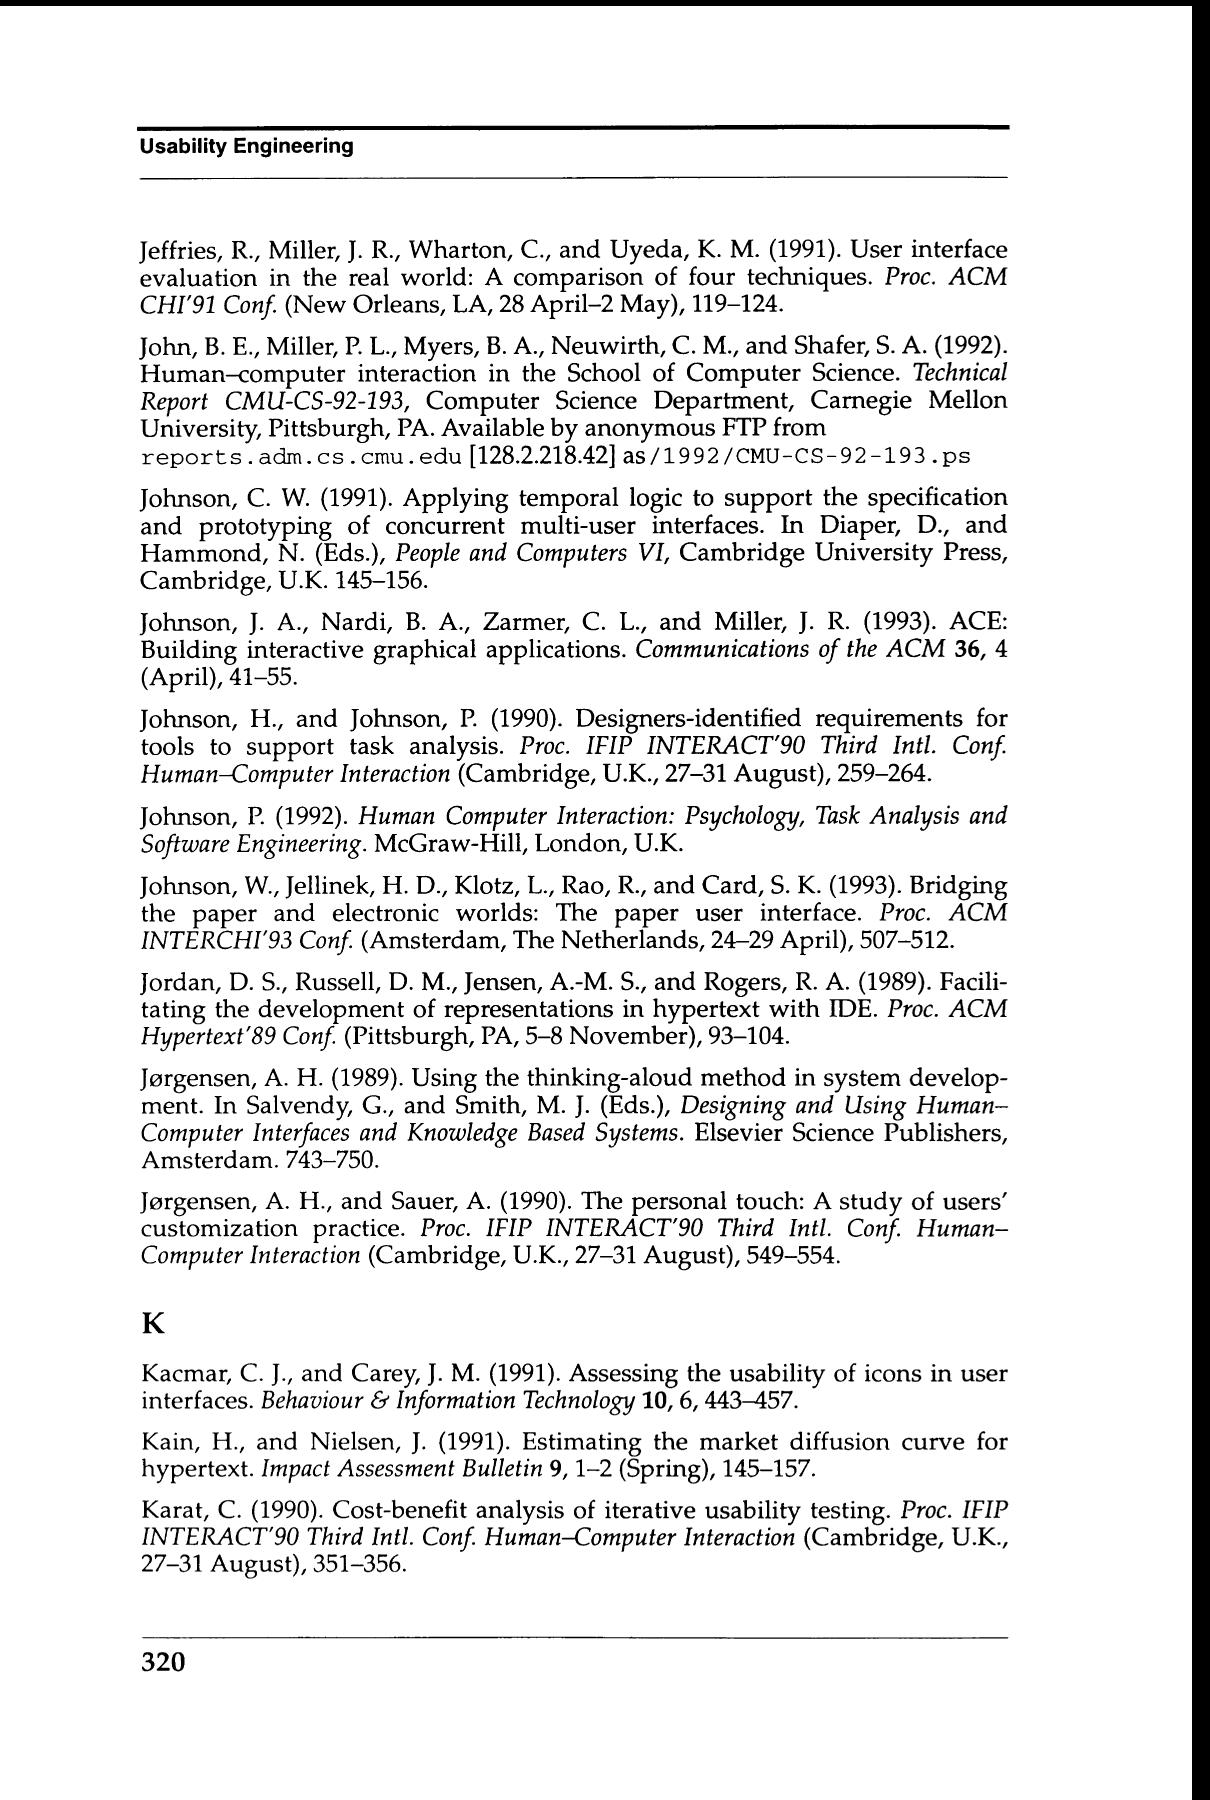 Usability Engineering
Jeffries, R., Miller, J. R., Wharton, C., and Uyeda, K. M. (1991). User interface
evaluation in the real world: A comparison of four techniques. Proc. ACM
CHI'91 Conf. (New Orleans, LA, 28 April–2 May), 119–124.
John, B. E., Miller, P. L., Myers, B. A., Neuwirth, C. M., and Shafer, S. A. (1992).
Human–computer interaction in the School of Computer Science. Technical
Report CMU-CS-92-193, Computer Science Department, Carnegie Mellon
University, Pittsburgh, PA. Available by anonymous FTP from
reports.adm.cs.cmu.edu [128.2.218.42] as /1992/CMU-CS-92-193.ps
Johnson, C. W. (1991). Applying temporal logic to support the specification
and prototyping of concurrent multi-user interfaces. In Diaper, D., and
Hammond, N. (Eds.), People and Computers VI, Cambridge University Press,
Cambridge, U.K. 145–156.
Johnson, J. A., Nardi, B. A., Zarmer, C. L., and Miller, J. R. (1993). ACE:
Building interactive graphical applications. Communications of the ACM 36, 4
(April), 41–55.
Johnson, H., and Johnson, P. (1990). Designers-identified requirements for
tools to support task analysis. Proc. IFIP INTERACT'90 Third Intl. Conf.
Human–Computer Interaction (Cambridge, U.K., 27–31 August), 259–264.
Johnson, P. (1992). Human Computer Interaction: Psychology, Task Analysis and
Software Engineering. McGraw-Hill, London, U.K.
Johnson, W., Jellinek, H. D., Klotz, L., Rao, R., and Card, S. K. (1993). Bridging
the paper and electronic worlds: The paper user interface. Proc. ACM
INTERCHI'93 Conf. (Amsterdam, The Netherlands, 24–29 April), 507–512.
Jordan, D. S., Russell, D. M., Jensen, A.-M. S., and Rogers, R. A. (1989). Facili-
tating the development of representations in hypertext with IDE. Proc. ACM
Hypertext'89 Conf. (Pittsburgh, PA, 5–8 November), 93–104.
Jørgensen, A. H. (1989). Using the thinking-aloud method in system develop-
ment. In Salvendy, G., and Smith, M. J. (Eds.), Designing and Using Human–
Computer Interfaces and Knowledge Based Systems. Elsevier Science Publishers,
Amsterdam. 743–750.
Jørgensen, A. H., and Sauer, A. (1990). The personal touch: A study of users'
customization practice. Proc. IFIP INTERACT'90 Third Intl. Conf. Human–
Computer Interaction (Cambridge, U.K., 27–31 August), 549–554.
K
Kacmar, C. J., and Carey, J. M. (1991). Assessing the usability of icons in user
interfaces. Behaviour & Information Technology 10, 6, 443–457.
Kain, H., and Nielsen, J. (1991). Estimating the market diffusion curve for
hypertext. Impact Assessment Bulletin 9, 1–2 (Spring), 145–157.
Karat, C. (1990). Cost-benefit analysis of iterative usability testing. Proc. IFIP
INTERACT'90 Third Intl. Conf. Human–Computer Interaction (Cambridge, U.K.,
27–31 August), 351–356.
320